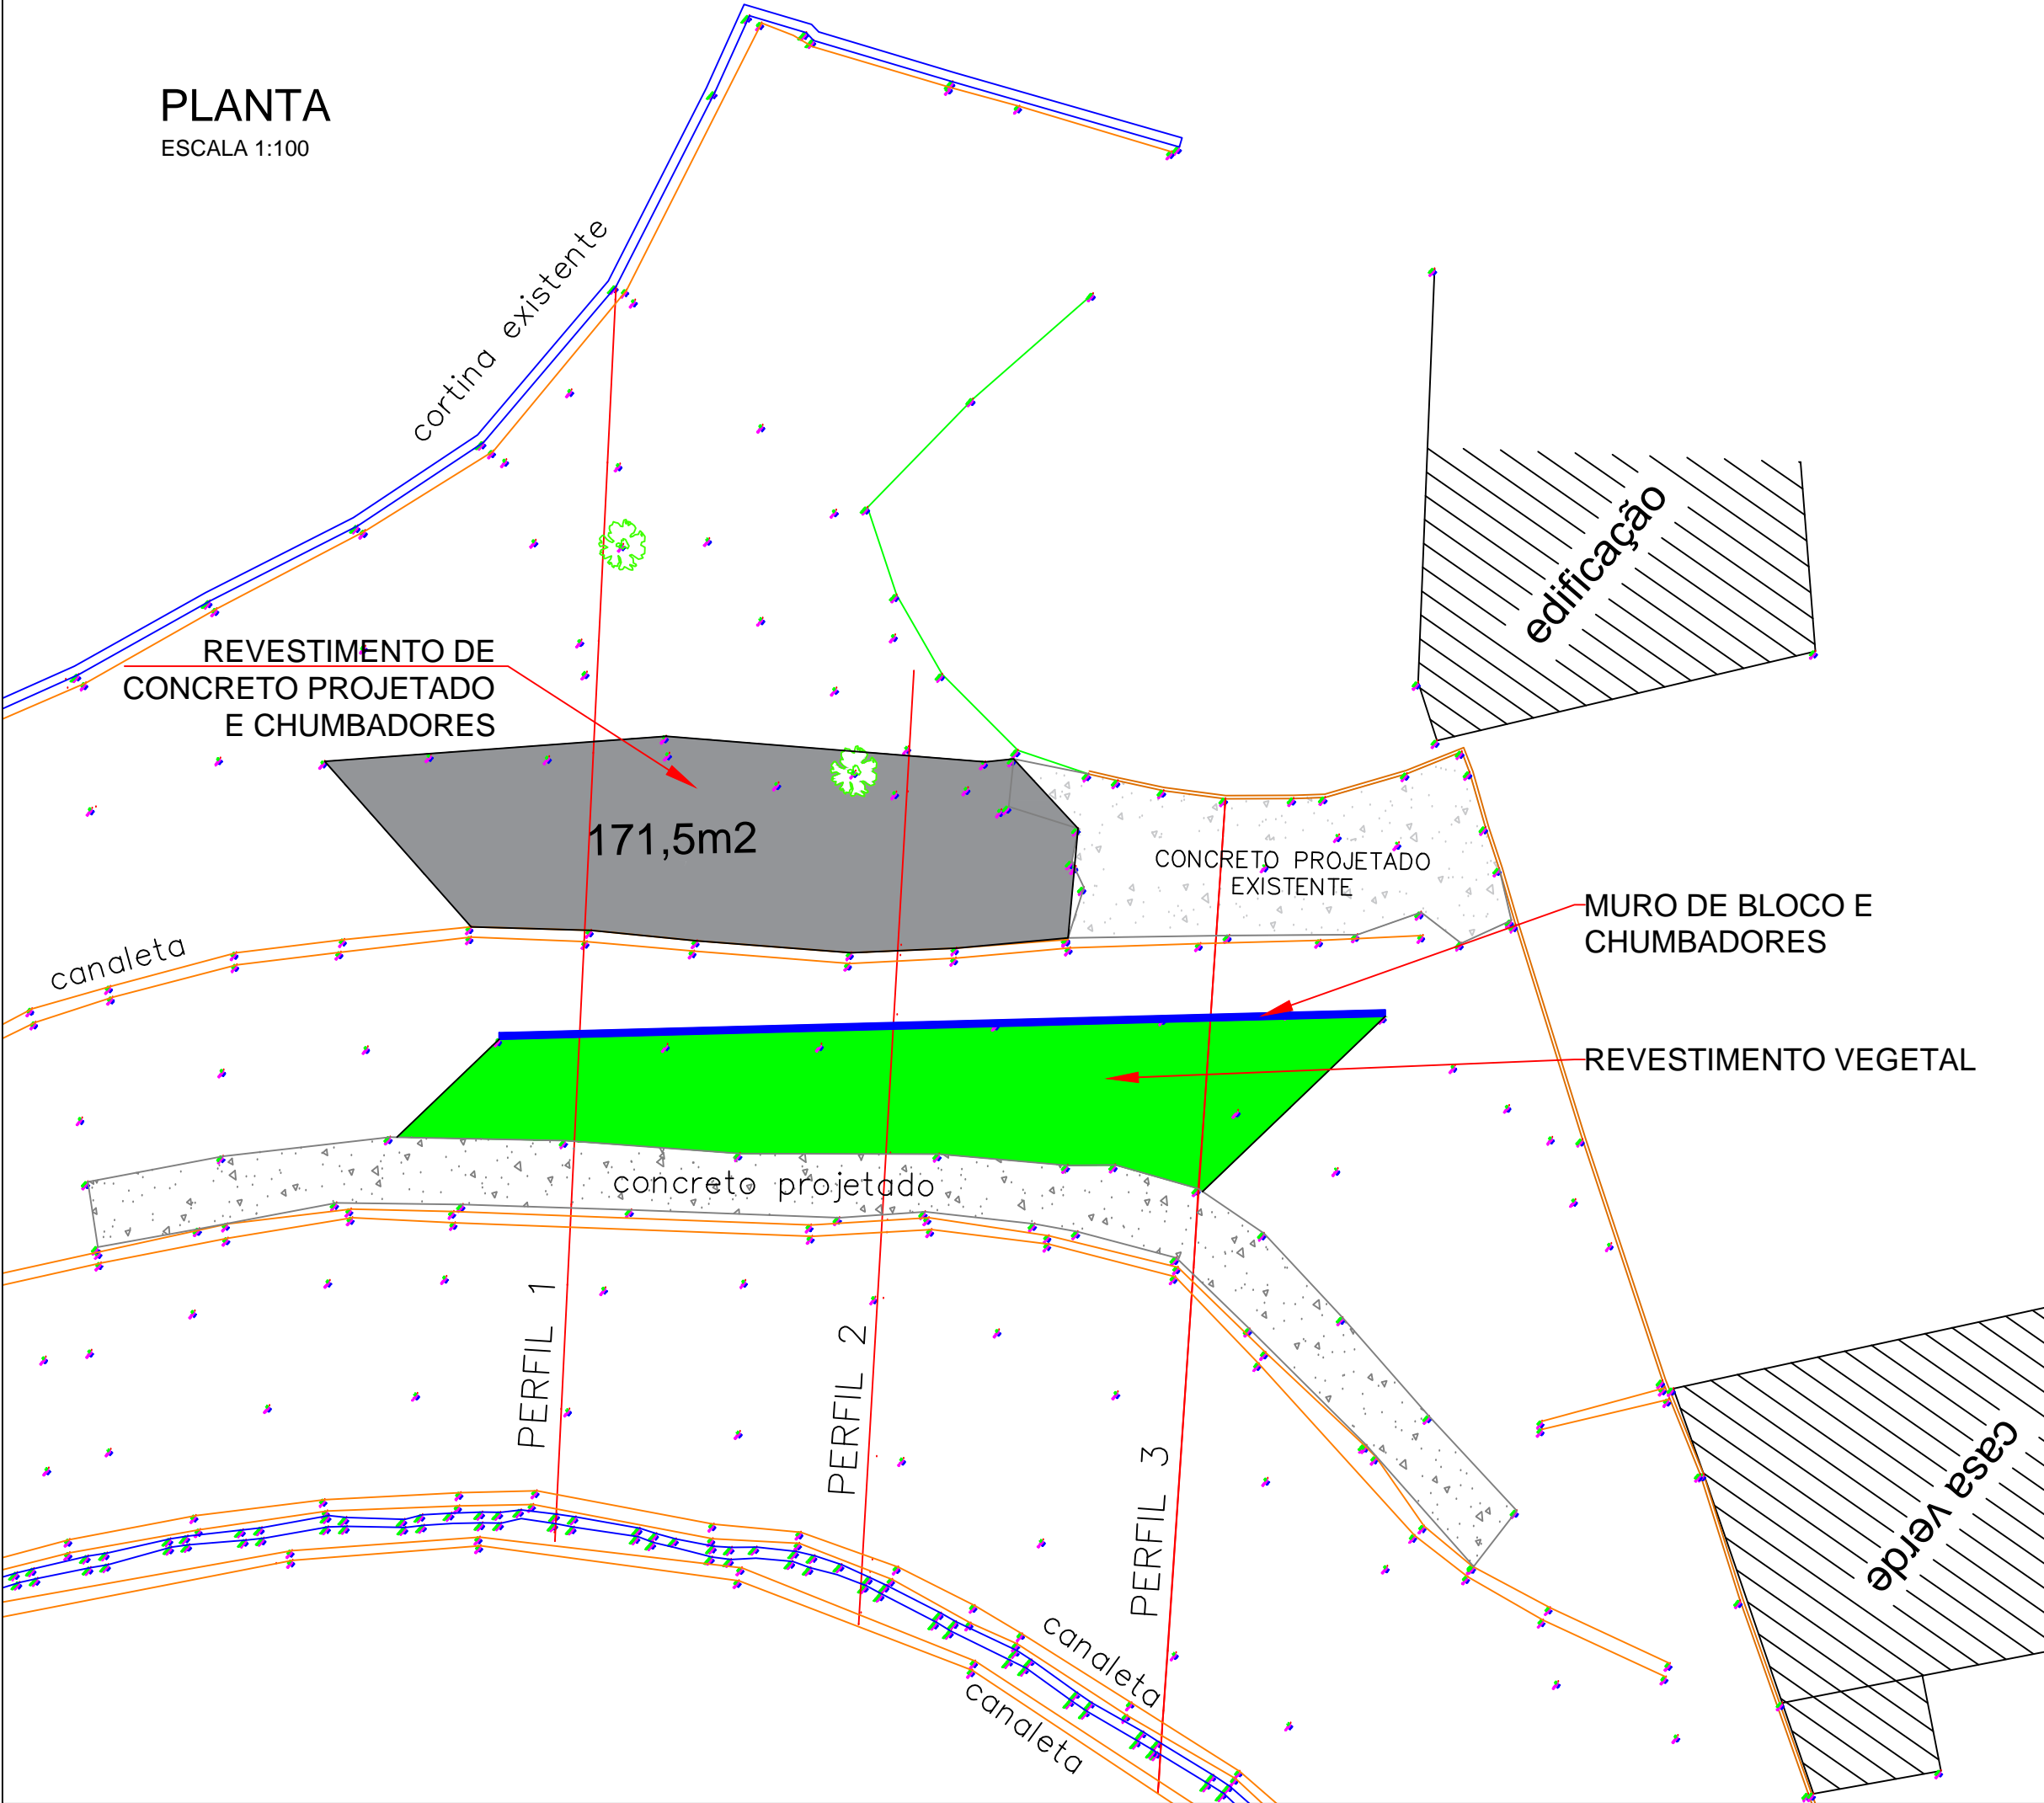 PLANTA
ESCALA 1:100
cortina existente
edificação
REVESTIMENTO DE
CONCRETO PROJETADO
E CHUMBADORES
171,5m2
CONCRETO PROJETADO
EXISTENTE
MURO DE BLOCO E
CHUMBADORES
canaleta
REVESTIMENTO VEGETAL
concreto projetado
PERFIL 1
PERFIL 2
PERFIL 3
casa verde
canaleta
canaleta